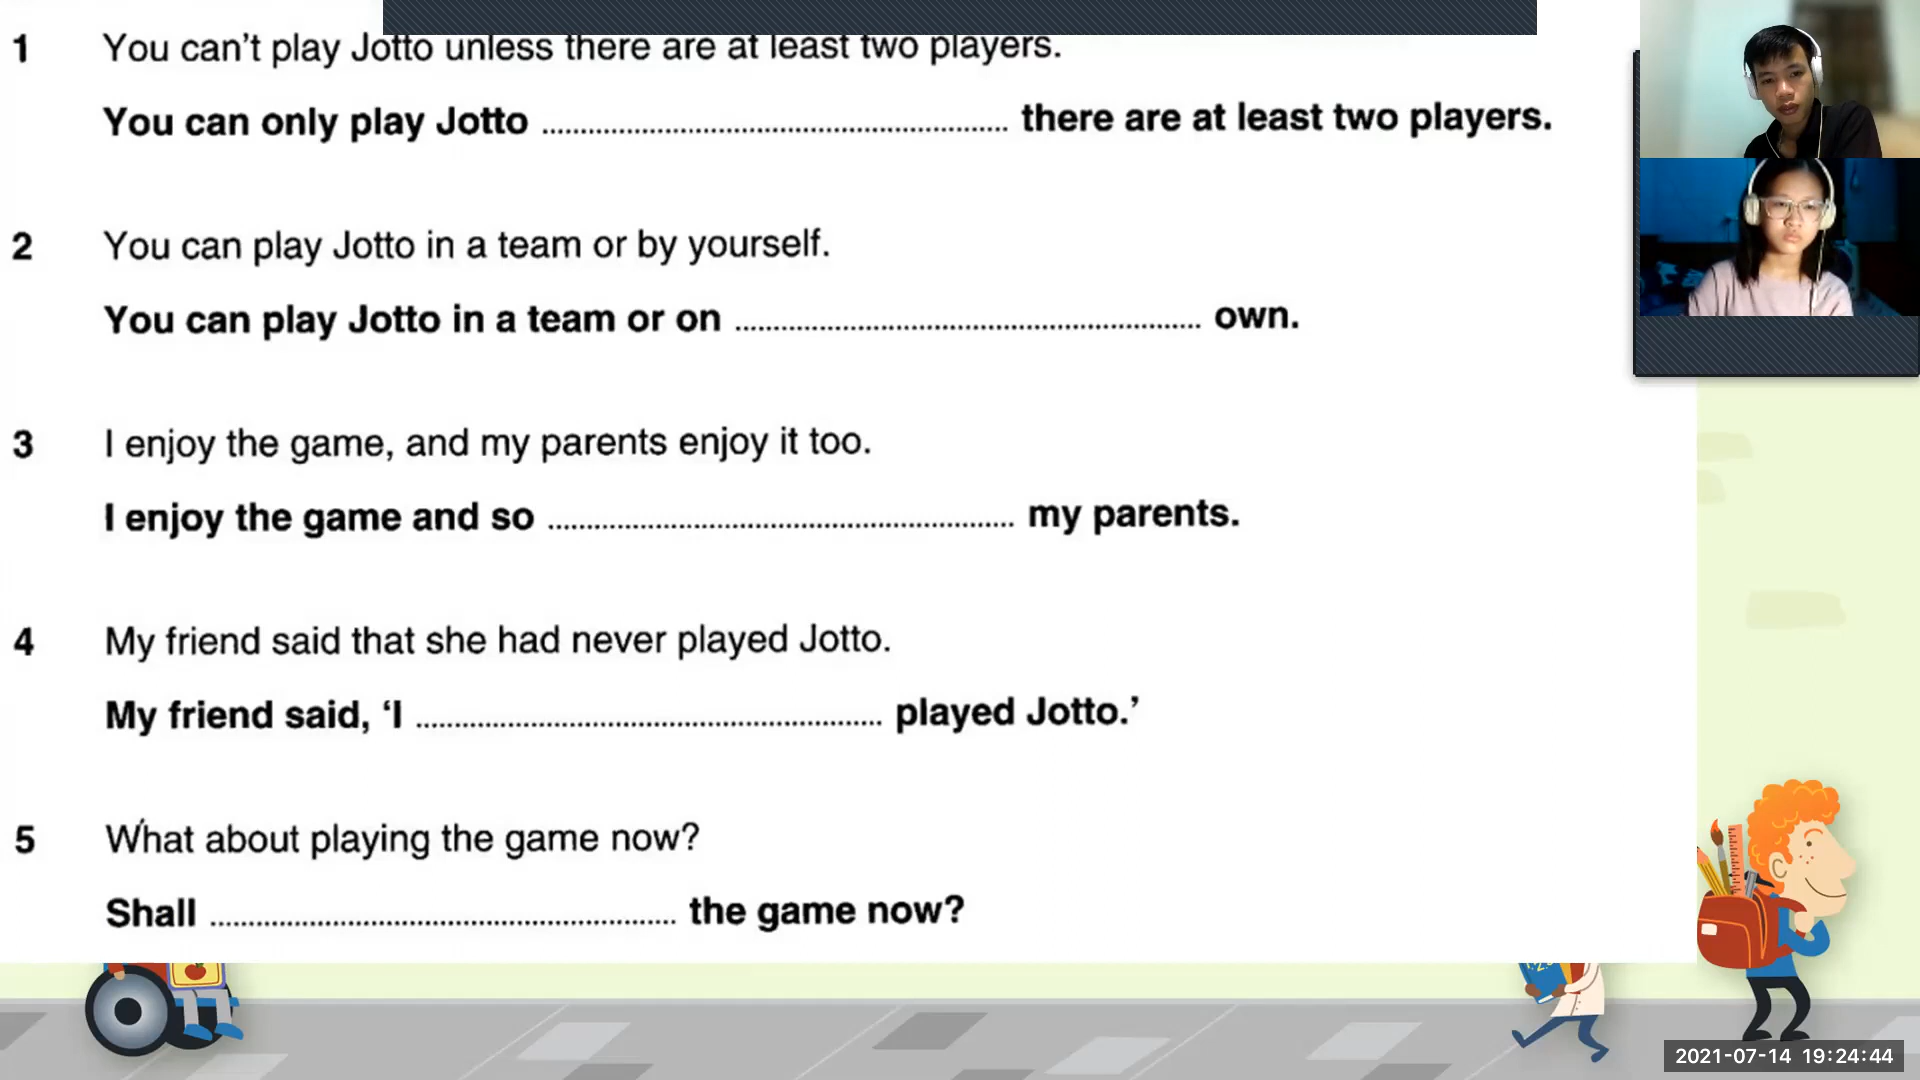 1 You can't play Jotto unless there are at least two players.
You can only play Jotto .......................................................... there are at least two players.
2 You can play Jotto in a team or by yourself.
You can play Jotto in a team or on .......................................................... own.
3 I enjoy the game, and my parents enjoy it too.
I enjoy the game and so .......................................................... my parents.
4 My friend said that she had never played Jotto.
My friend said, ‘I .......................................................... played Jotto.’
5 What about playing the game now?
Shall .......................................................... the game now?
2021-07-14 19:24:44